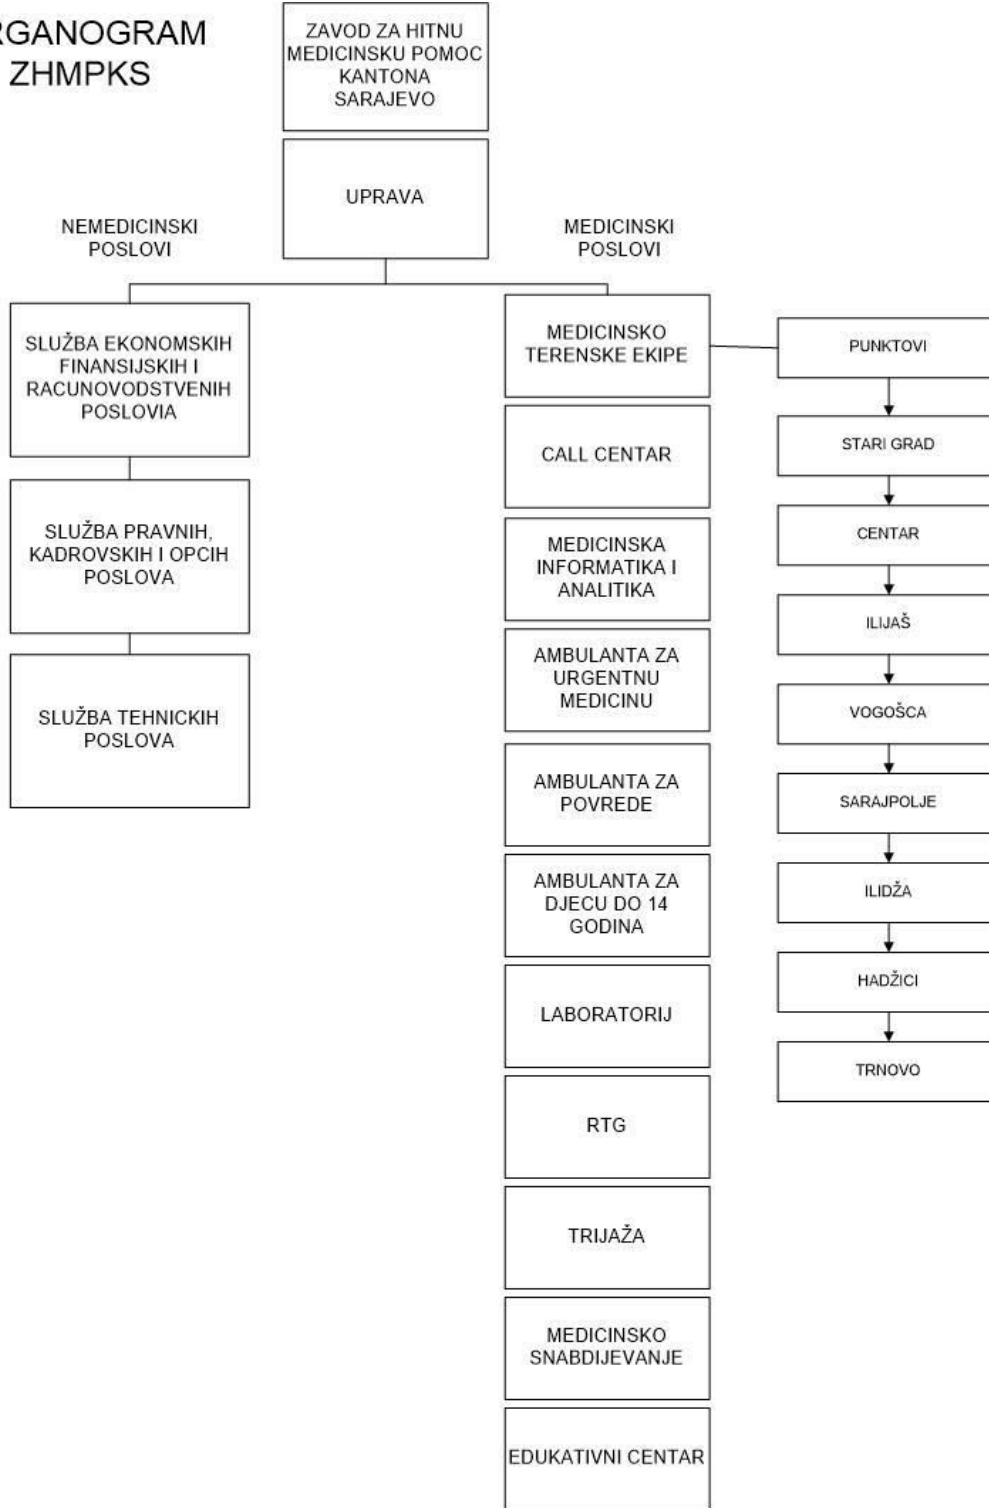 RGANOGRAM
ZHMPKS
ZAVOD ZA HITNU
MEDICINSKU POMOC
KANTONA
SARAJEVO
UPRAVA
NEMEDICINSKI
POSLOVI
MEDICINSKI
POSLOVI
SLUŽBA EKONOMSKIH
FINANSIJSKIH I
RACUNOVODSTVENIH
POSLOVIA
SLUŽBA PRAVNIH,
KADROVSKIH I OPCIH
POSLOVA
SLUŽBA TEHNICKIH
POSLOVA
MEDICINSKO
TERENSKE EKIPE
CALL CENTAR
MEDICINSKA
INFORMATIKA I
ANALITIKA
AMBULANTA ZA
URGENTNU
MEDICINU
AMBULANTA ZA
POVREDE
AMBULANTA ZA
DJECU DO 14
GODINA
LABORATORIJ
RTG
TRIJAŽA
MEDICINSKO
SNABDIJEVANJE
EDUKATIVNI CENTAR
PUNKTOVI
STARI GRAD
CENTAR
ILIJAŠ
VOGOŠCA
SARAJPOLJE
ILIDŽA
HADŽICI
TRNOVO